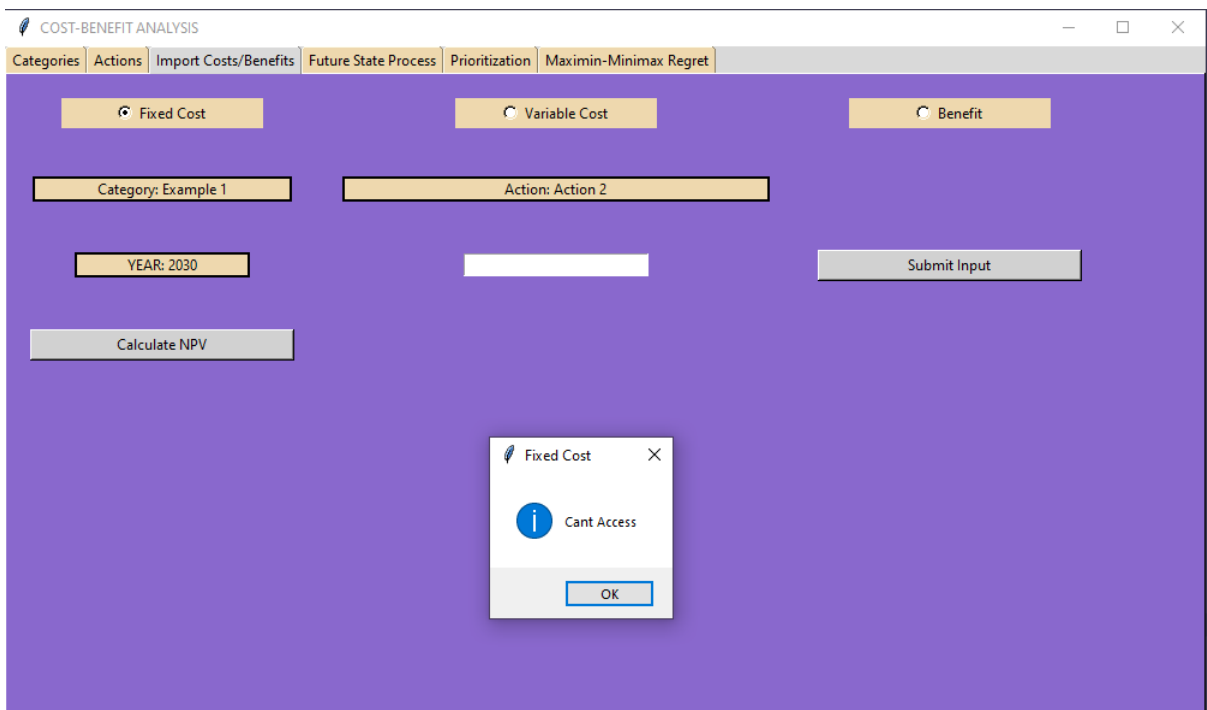 COST-BENEFIT ANALYSIS
Categories Actions Import Costs/Benefits Future State Process Prioritization Maximin-Minimax Regret
Fixed Cost Variable Cost Benefit
Category: Example 1 Action: Action 2
YEAR: 2030 Submit Input
Calculate NPV
Fixed Cost
Cant Access
OK